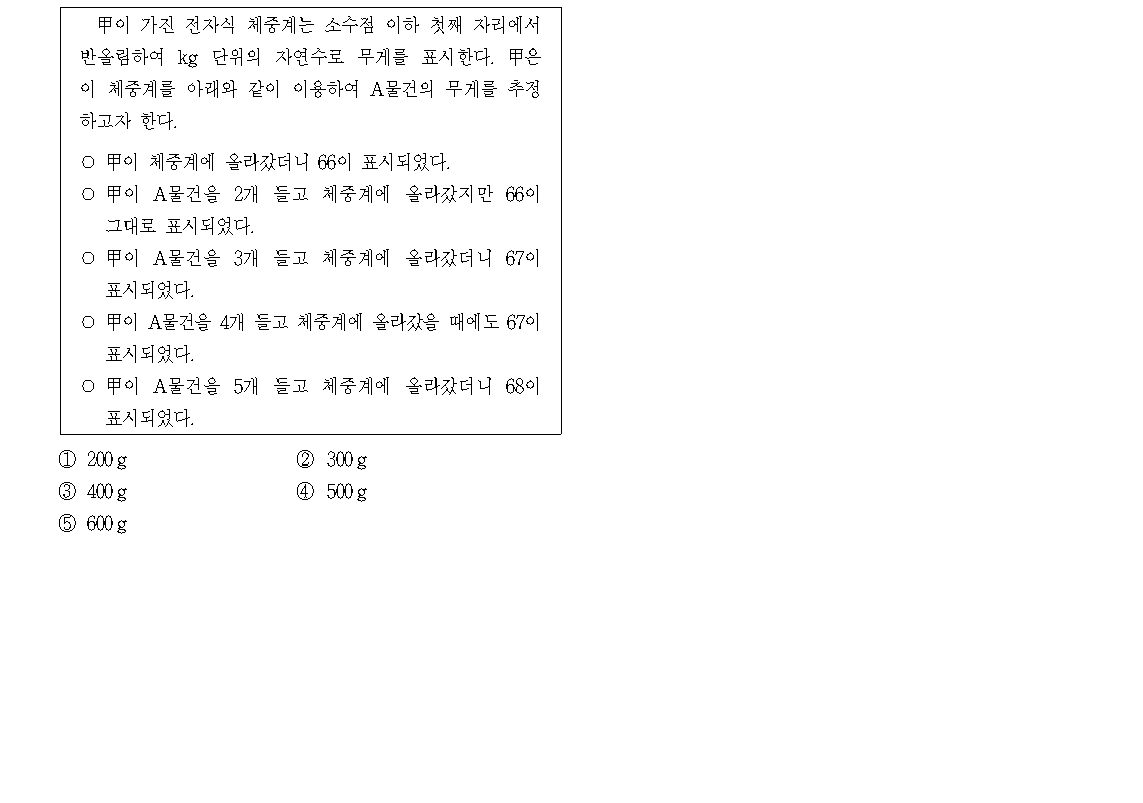 甲이 가진 전자식 체중계는 소수점 이하 첫째 자리에서
반올림하여 kg 단위의 자연수로 무게를 표시한다. 甲은
이 체중계를 아래와 같이 이용하여 A물건의 무게를 추정
하고자 한다.
○ 甲이 체중계에 올라갔더니 66이 표시되었다.
○ 甲이 A물건을 2개 들고 체중계에 올라갔지만 66이
그대로 표시되었다.
○ 甲이 A물건을 3개 들고 체중계에 올라갔더니 67이
표시되었다.
○ 甲이 A물건을 4개 들고 체중계에 올라갔을 때에도 67이
표시되었다.
○ 甲이 A물건을 5개 들고 체중계에 올라갔더니 68이
표시되었다.
① 200g ② 300g
③ 400g ④ 500g
⑤ 600g